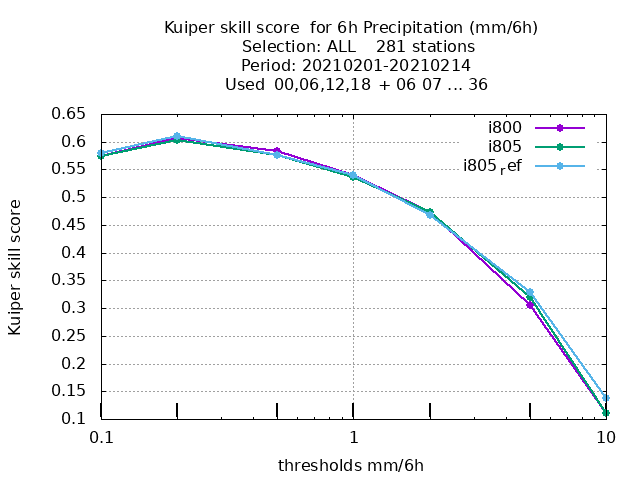 Kuiper skill score  for 6h Precipitation (mm/6h)
Selection: ALL    281 stations
Period: 20210201-20210214
Used  00,06,12,18  + 06 07 ... 36
i800
i805
i805ref
0.65
0.6
0.55
0.5
0.45
0.4
0.35
0.3
0.25
0.2
0.15
0.1
Kuiper skill score
0.1 1 10
thresholds mm/6h